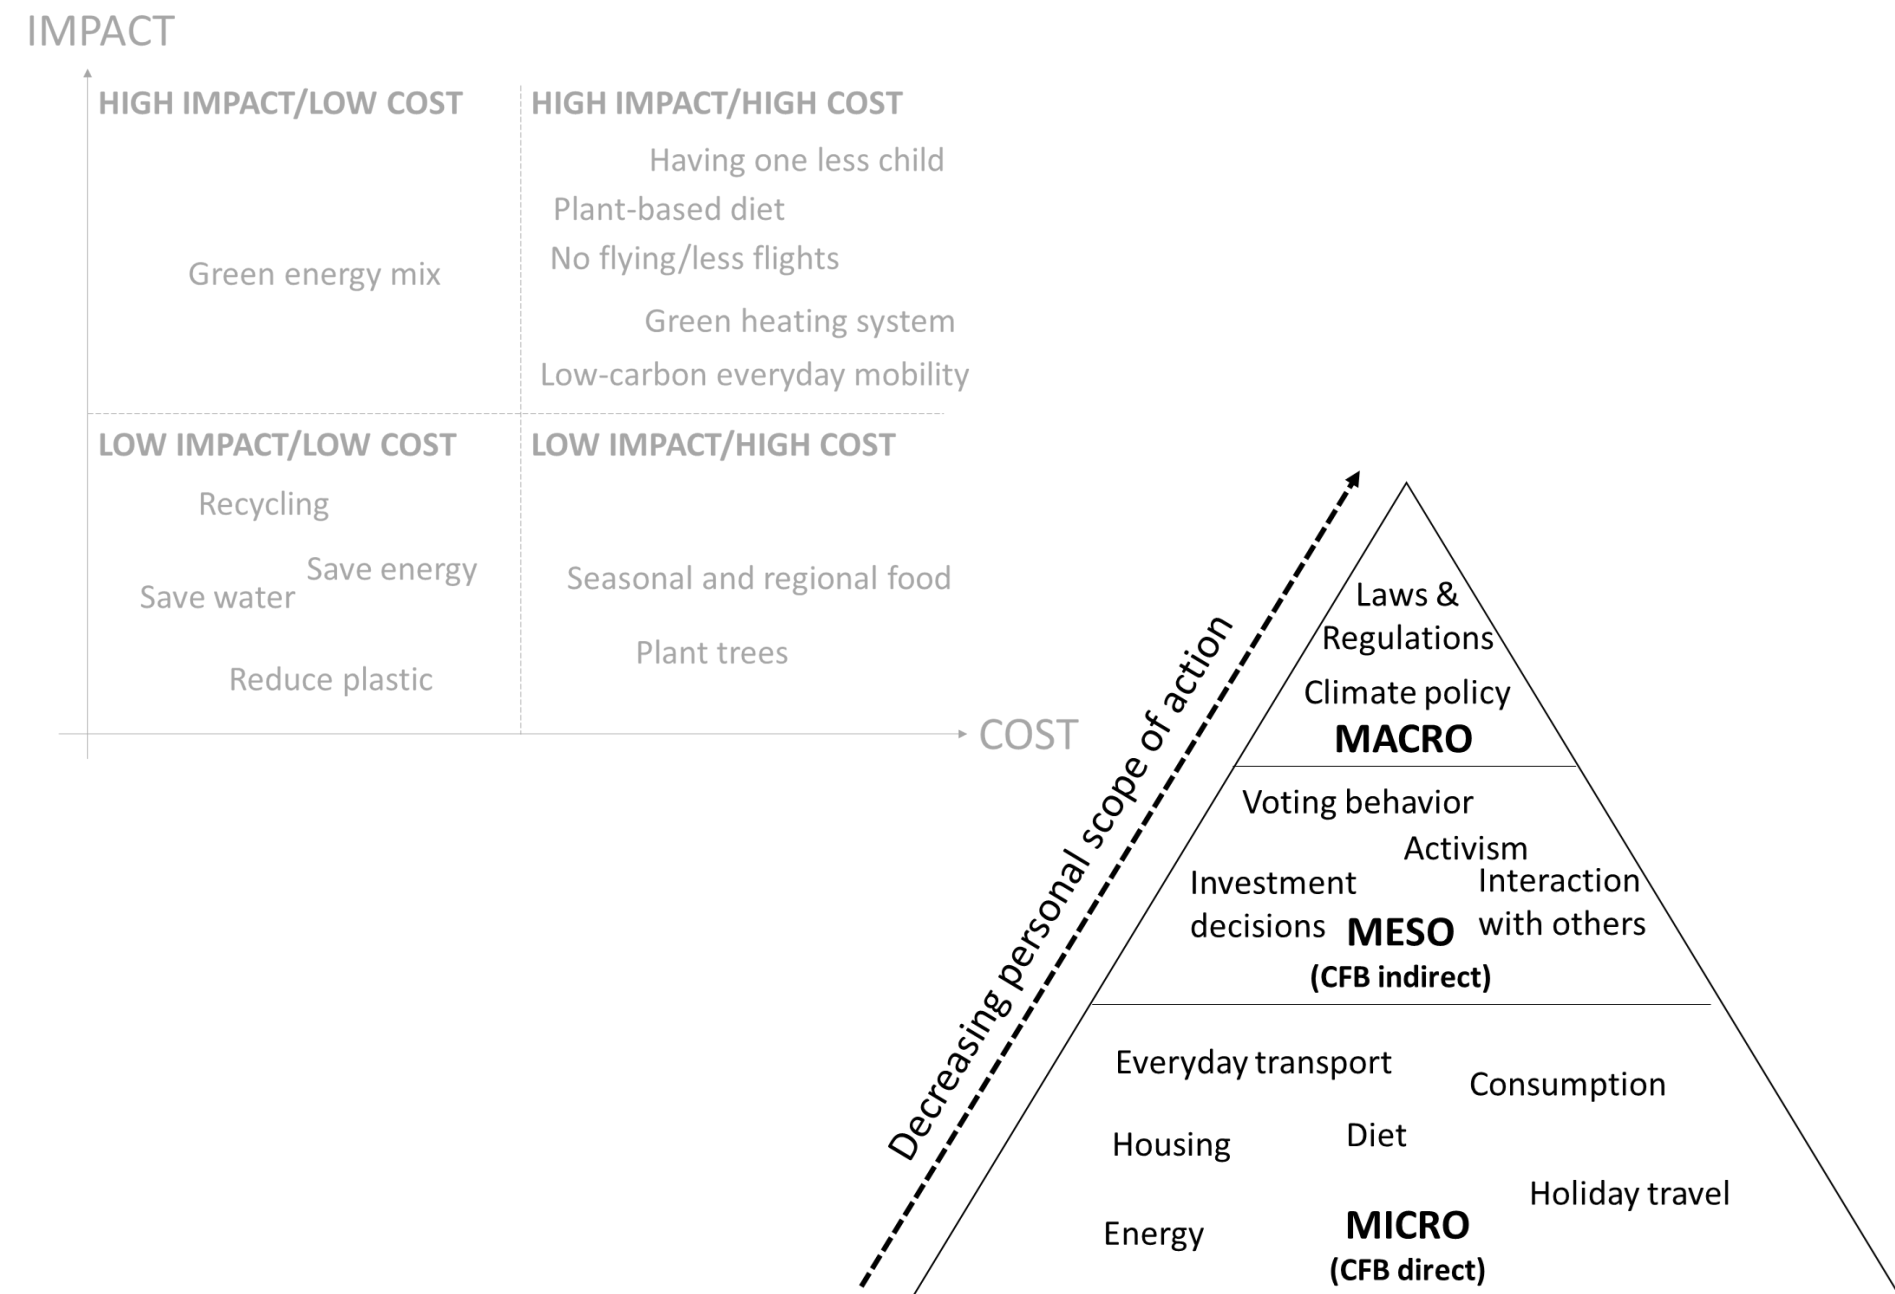 IMPACT
HIGH IMPACT/LOW COST
HIGH IMPACT/HIGH COST
Having one less child
Plant-based diet
No flying/less flights
Green energy mix
Green heating system
Low-carbon everyday mobility
LOW IMPACT/LOW COST
LOW IMPACT/HIGH COST
Recycling
Save energy
Save water
Seasonal and regional food
Plant trees
Reduce plastic
COST
Decreasing personal scope of action
Laws &
Regulations
Climate policy
MACRO
Voting behavior
Activism
Investment
decisions
Interaction
with others
MESO
(CFB indirect)
Everyday transport
Consumption
Housing
Diet
Holiday travel
Energy
MICRO
(CFB direct)